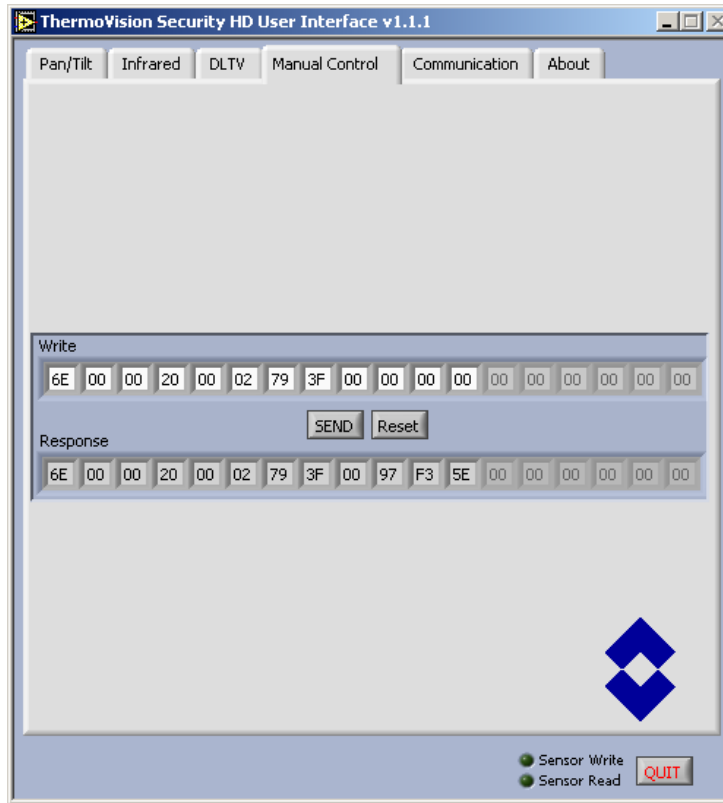 ThermoVision Security HD User Interface v1.1.1
Pan/Tilt Infrared DLTV Manual Control Communication About
Write
6E 00 00 20 00 02 79 3F 00 00 00 00 00 00 00 00 00 00
SEND Reset
Response
6E 00 00 20 00 02 79 3F 00 97 F3 5E 00 00 00 00 00 00
Sensor Write
Sensor Read
QUIT